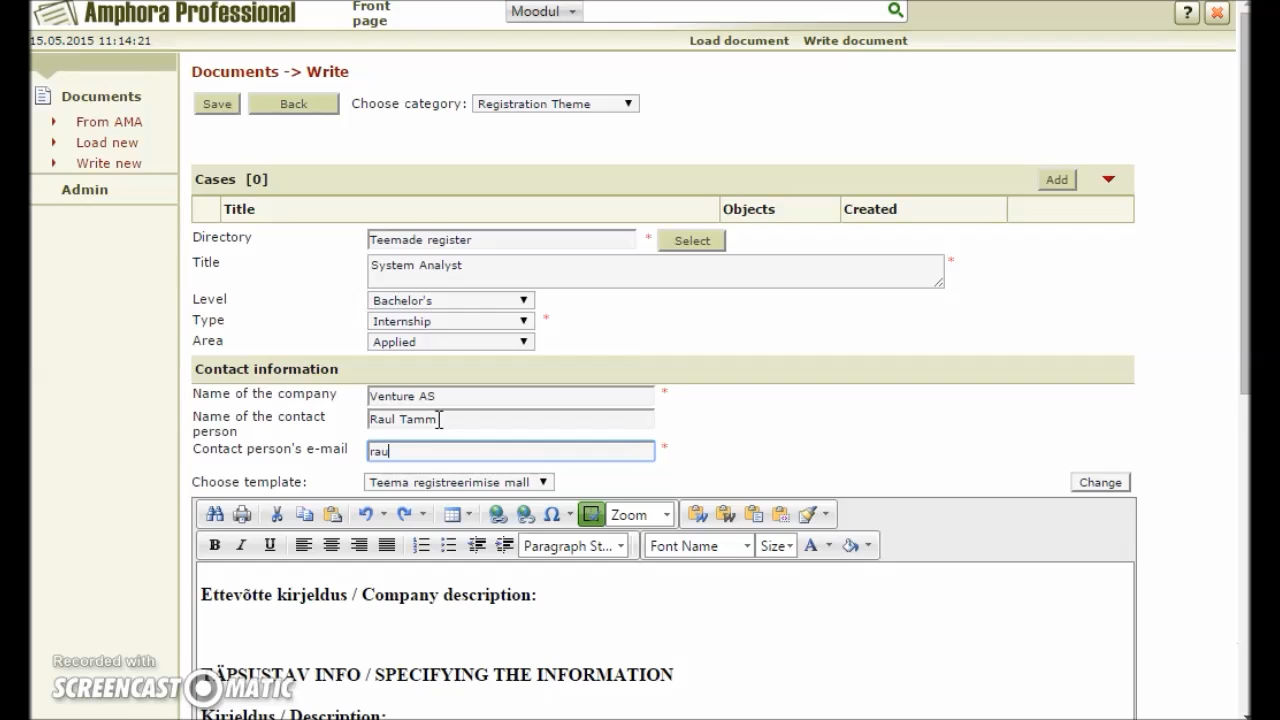 Amphora Professional
Front page
Moodul
?
15.05.2015 11:14:21
Load document Write document
Documents
From AMA
Load new
Write new
Admin
Documents -> Write
Save Back Choose category: Registration Theme
Cases [0] Add
Title Objects Created
Directory Teemade register * Select
Title System Analyst *
Level Bachelor's
Type Internship *
Area Applied
Contact information
Name of the company Venture AS *
Name of the contact person Raul Tamm
Contact person's e-mail rau *
Choose template: Teema registreerimise mall Change
Zoom
B I U Paragraph St... Font Name Size A
Ettevõtte kirjeldus / Company description:
TÄPSUSTAV INFO / SPECIFYING THE INFORMATION
Kirjeldus / Description:
Recorded with
SCREENCAST-O-MATIC